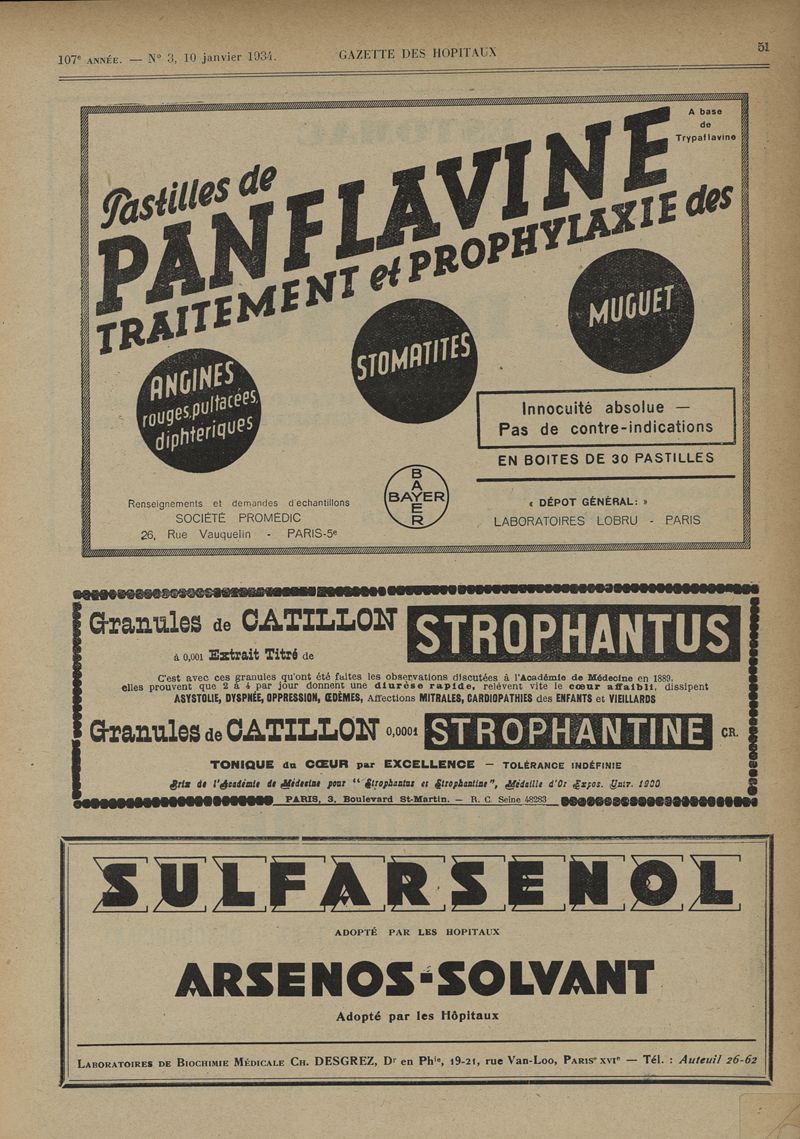 107e ANNÉE. — N° 3, 10 janvier 1934.
GAZETTE DES HOPITAUX
51
A base
de
Trypaflavine
Pastilles de
PANFLAVINE
TRAITEMENT et PROPHYLAXIE des
ANGINES
rouges, pultacées,
diphteriques
STOMATITES
MUGUET
Innocuité absolue —
Pas de contre-indications
EN BOITES DE 30 PASTILLES
Renseignements et demandes d'echantillons
SOCIÉTÉ PROMÉDIC
26, Rue Vauquelin - PARIS-5e
BAYER
BAYER
« DÉPOT GÉNÉRAL: »
LABORATOIRES LOBRU - PARIS
Granules de CATILLON
à 0,001 Extrait Titré de
STROPHANTUS
C'est avec ces granules qu'ont été faites les observations discutées à l'Académie de Médecine en 1889.
elles prouvent que 2 à 4 par jour donnent une diurèse rapide, relèvent vite le cœur affaibli, dissipent
ASYSTOLIE, DYSPNÉE, OPPRESSION, ŒDÈMES, Affections MITRALES, CARDIOPATHIES des ENFANTS et VIEILLARDS
Granules de CATILLON 0,0001 STROPHANTINE CR.
TONIQUE du CŒUR par EXCELLENCE — TOLÉRANCE INDÉFINIE
Prix de l'Académie de Médecine pour "Strophantus et Strophantine", Médaille d'Or Expos. Univ. 1900
PARIS, 3, Boulevard St-Martin. — R. C. Seine 48283
SULFARSENOL
ADOPTÉ PAR LES HOPITAUX
ARSENOS-SOLVANT
Adopté par les Hôpitaux
LABORATOIRES DE BIOCHIMIE MÉDICALE CH. DESGREZ, Dr en Phie, 19-21, rue Van-Loo, PARIS XVIe — Tél. : Auteuil 26-62